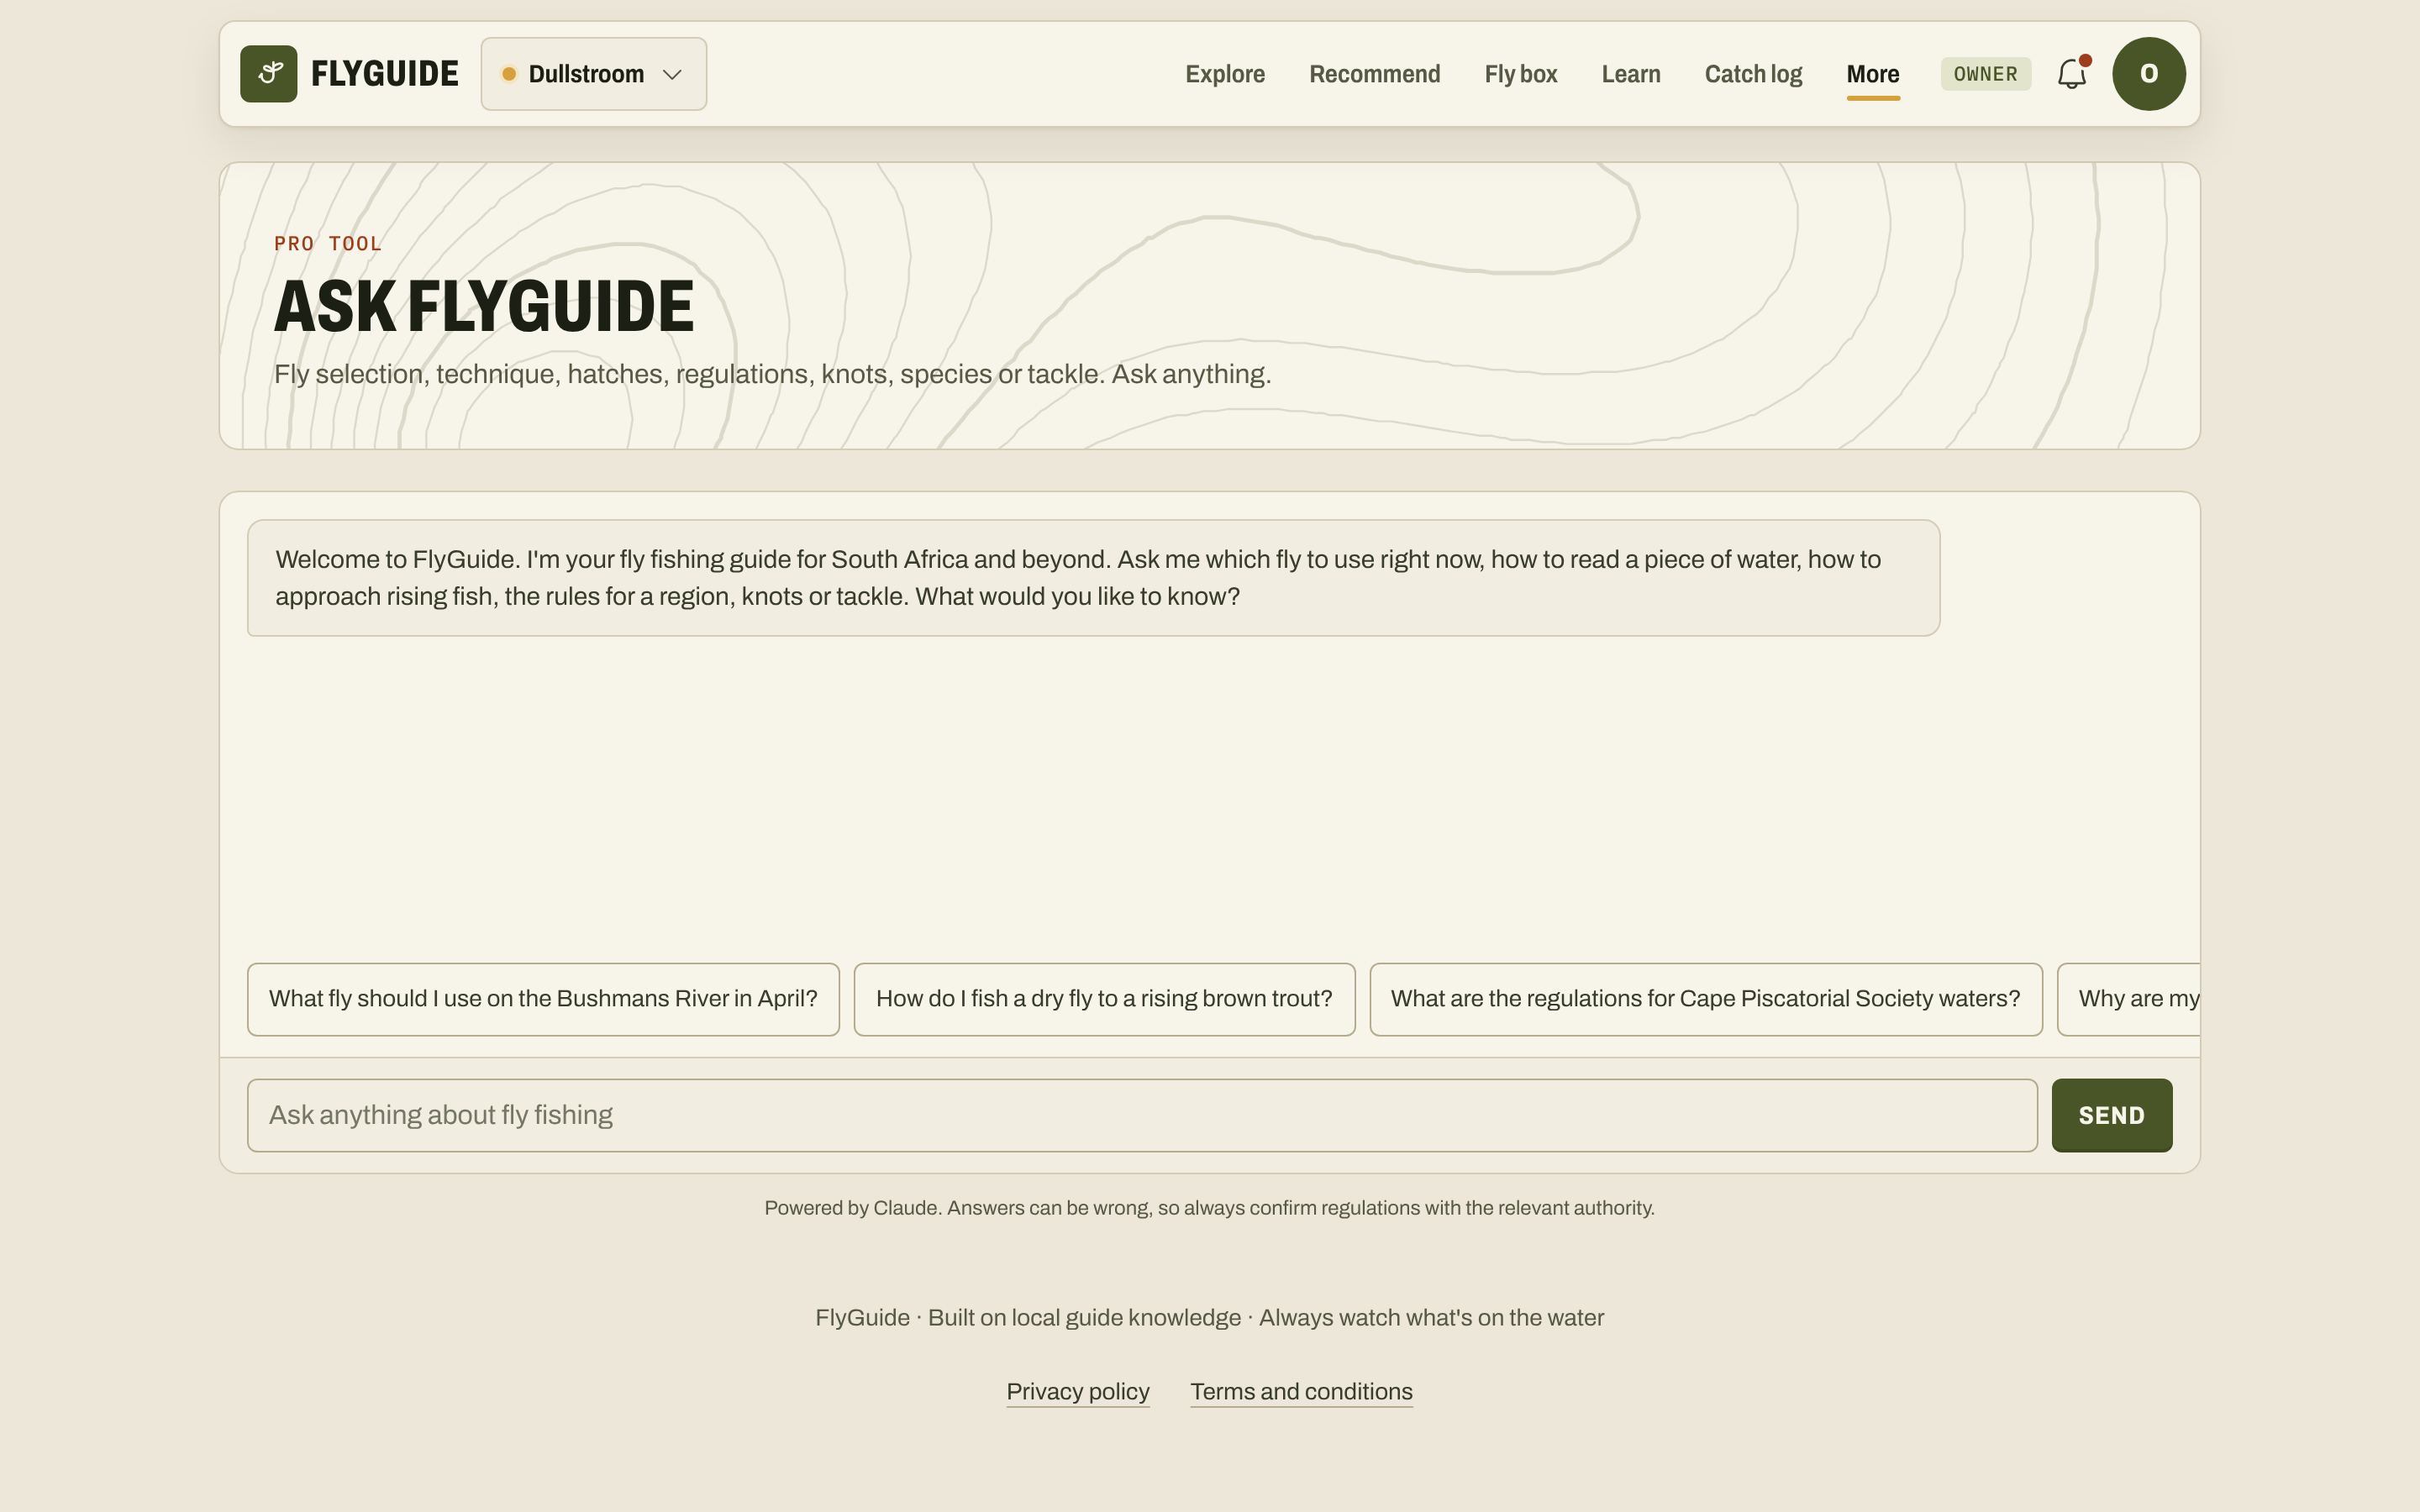 FLYGUIDE
Dullstroom
Explore
Recommend
Fly box
Learn
Catch log
More
OWNER
O
PRO TOOL
ASK FLYGUIDE
Fly selection, technique, hatches, regulations, knots, species or tackle. Ask anything.
Welcome to FlyGuide. I'm your fly fishing guide for South Africa and beyond. Ask me which fly to use right now, how to read a piece of water, how to
approach rising fish, the rules for a region, knots or tackle. What would you like to know?
What fly should I use on the Bushmans River in April?
How do I fish a dry fly to a rising brown trout?
What are the regulations for Cape Piscatorial Society waters?
Why are my
Ask anything about fly fishing
SEND
Powered by Claude. Answers can be wrong, so always confirm regulations with the relevant authority.
FlyGuide · Built on local guide knowledge · Always watch what's on the water
Privacy policy
Terms and conditions